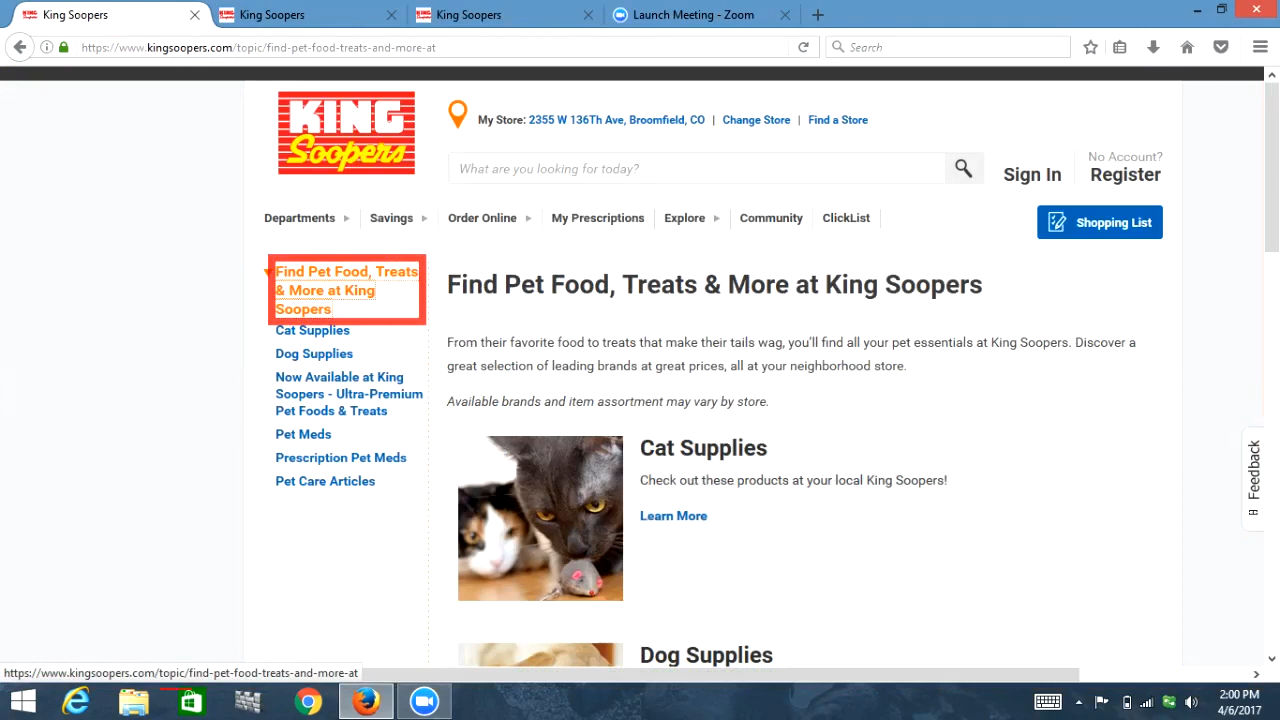 King Soopers
King Soopers
King Soopers
Launch Meeting - Zoom
https://www.kingsoopers.com/topic/find-pet-food-treats-and-more-at
Search
KING
Soopers
My Store: 2355 W 136Th Ave, Broomfield, CO | Change Store | Find a Store
What are you looking for today?
Sign In
No Account?
Register
Departments
Savings
Order Online
My Prescriptions
Explore
Community
ClickList
Shopping List
Find Pet Food, Treats
& More at King
Soopers
Cat Supplies
Dog Supplies
Now Available at King
Soopers - Ultra-Premium
Pet Foods & Treats
Pet Meds
Prescription Pet Meds
Pet Care Articles
Find Pet Food, Treats & More at King Soopers
From their favorite food to treats that make their tails wag, you'll find all your pet essentials at King Soopers. Discover a
great selection of leading brands at great prices, all at your neighborhood store.
Available brands and item assortment may vary by store.
Cat Supplies
Check out these products at your local King Soopers!
Learn More
Dog Supplies
Feedback
https://www.kingsoopers.com/topic/find-pet-food-treats-and-more-at
2:00 PM
4/6/2017